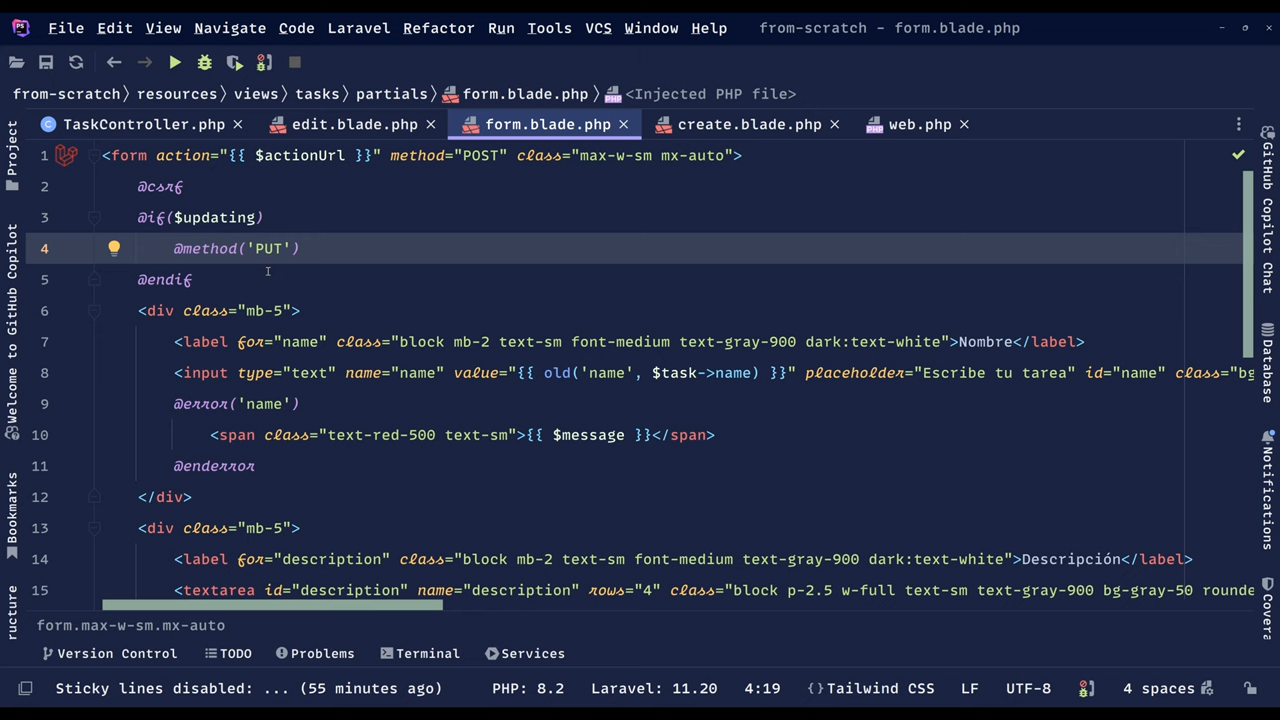 PS File Edit View Navigate Code Laravel Refactor Run Tools VCS Window Help from-scratch – form.blade.php
from-scratch〉resources〉views〉tasks〉partials〉form.blade.php〉<Injected PHP file>
TaskController.php edit.blade.php form.blade.php create.blade.php web.php
1 <form action="{{ $actionUrl }}" method="POST" class="max-w-sm mx-auto">
2 @csrf
3 @if($updating)
4 @method('PUT')
5 @endif
6 <div class="mb-5">
7 <label for="name" class="block mb-2 text-sm font-medium text-gray-900 dark:text-white">Nombre</label>
8 <input type="text" name="name" value="{{ old('name', $task->name) }}" placeholder="Escribe tu tarea" id="name" class="bg
9 @error('name')
10 <span class="text-red-500 text-sm">{{ $message }}</span>
11 @enderror
12 </div>
13 <div class="mb-5">
14 <label for="description" class="block mb-2 text-sm font-medium text-gray-900 dark:text-white">Descripción</label>
15 <textarea id="description" name="description" rows="4" class="block p-2.5 w-full text-sm text-gray-900 bg-gray-50 rounde
form.max-w-sm.mx-auto
Version Control TODO Problems Terminal Services
Sticky lines disabled: ... (55 minutes ago) PHP: 8.2 Laravel: 11.20 4:19 {}Tailwind CSS LF UTF-8 4 spaces
Project
Welcome to GitHub Copilot
Bookmarks
ructure
GitHub Copilot Chat
Database
Notifications
Covera